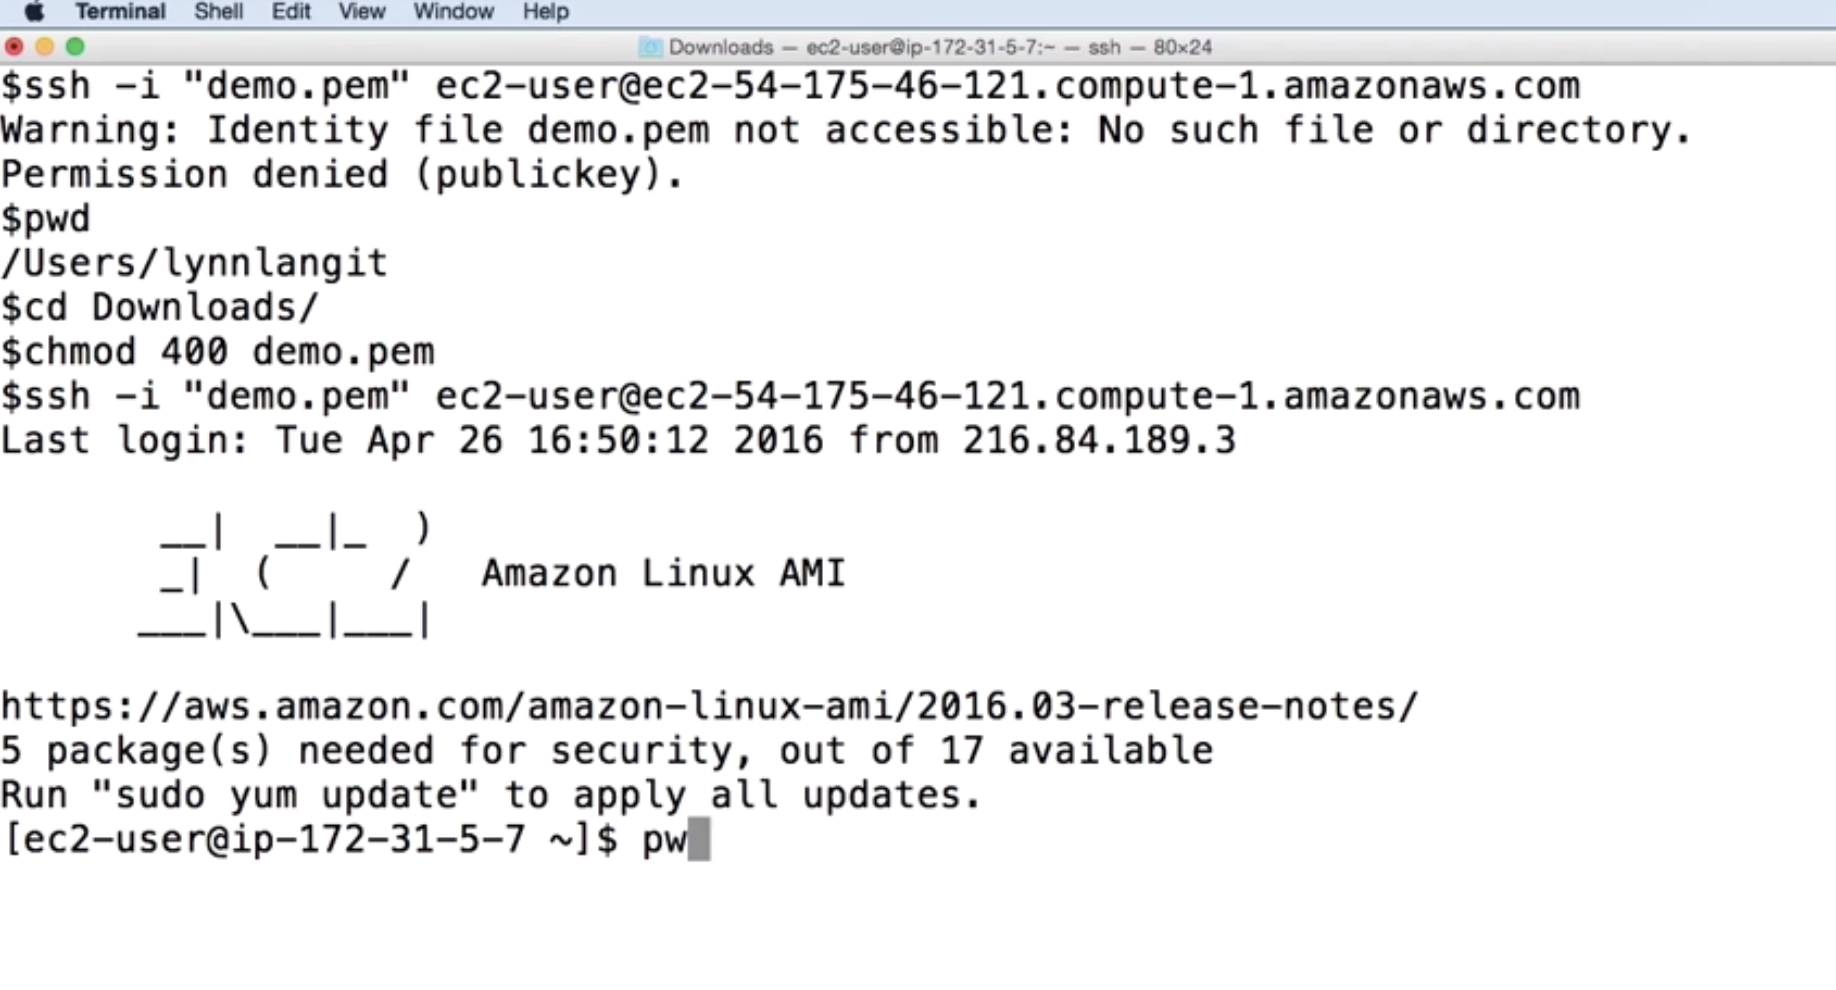 Terminal Shell Edit View Window Help
Downloads — ec2-user@ip-172-31-5-7:~ — ssh — 80×24
$ssh -i "demo.pem" ec2-user@ec2-54-175-46-121.compute-1.amazonaws.com
Warning: Identity file demo.pem not accessible: No such file or directory.
Permission denied (publickey).
$pwd
/Users/lynnlangit
$cd Downloads/
$chmod 400 demo.pem
$ssh -i "demo.pem" ec2-user@ec2-54-175-46-121.compute-1.amazonaws.com
Last login: Tue Apr 26 16:50:12 2016 from 216.84.189.3
       __|  __|_  )
       _|  (     /   Amazon Linux AMI
      ___|\___|___|
https://aws.amazon.com/amazon-linux-ami/2016.03-release-notes/
5 package(s) needed for security, out of 17 available
Run "sudo yum update" to apply all updates.
[ec2-user@ip-172-31-5-7 ~]$ pw